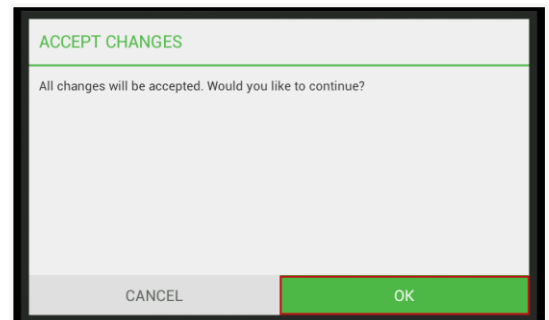 ACCEPT CHANGES
All changes will be accepted. Would you like to continue?
CANCEL
OK